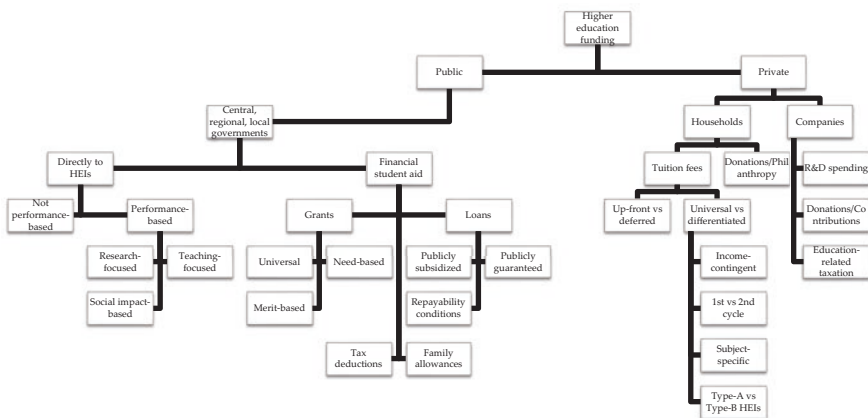 Higher
education
funding
Public
Private
Central,
regional, local
governments
Households
Companies
Directly to
HEIs
Financial
student aid
Tuition fees
Donations/Phil
anthropy
R&D spending
Not
performance-
based
Performance-
based
Grants
Loans
Up-front vs
deferred
Universal vs
differentiated
Donations/Co
ntributions
Research-
focused
Teaching-
focused
Universal
Need-based
Publicly
subsidized
Publicly
guaranteed
Income-
contingent
Education-
related
taxation
Social impact-
based
Merit-based
Repayability
conditions
1st vs 2nd
cycle
Tax
deductions
Family
allowances
Subject-
specific
Type-A vs
Type-B HEIs